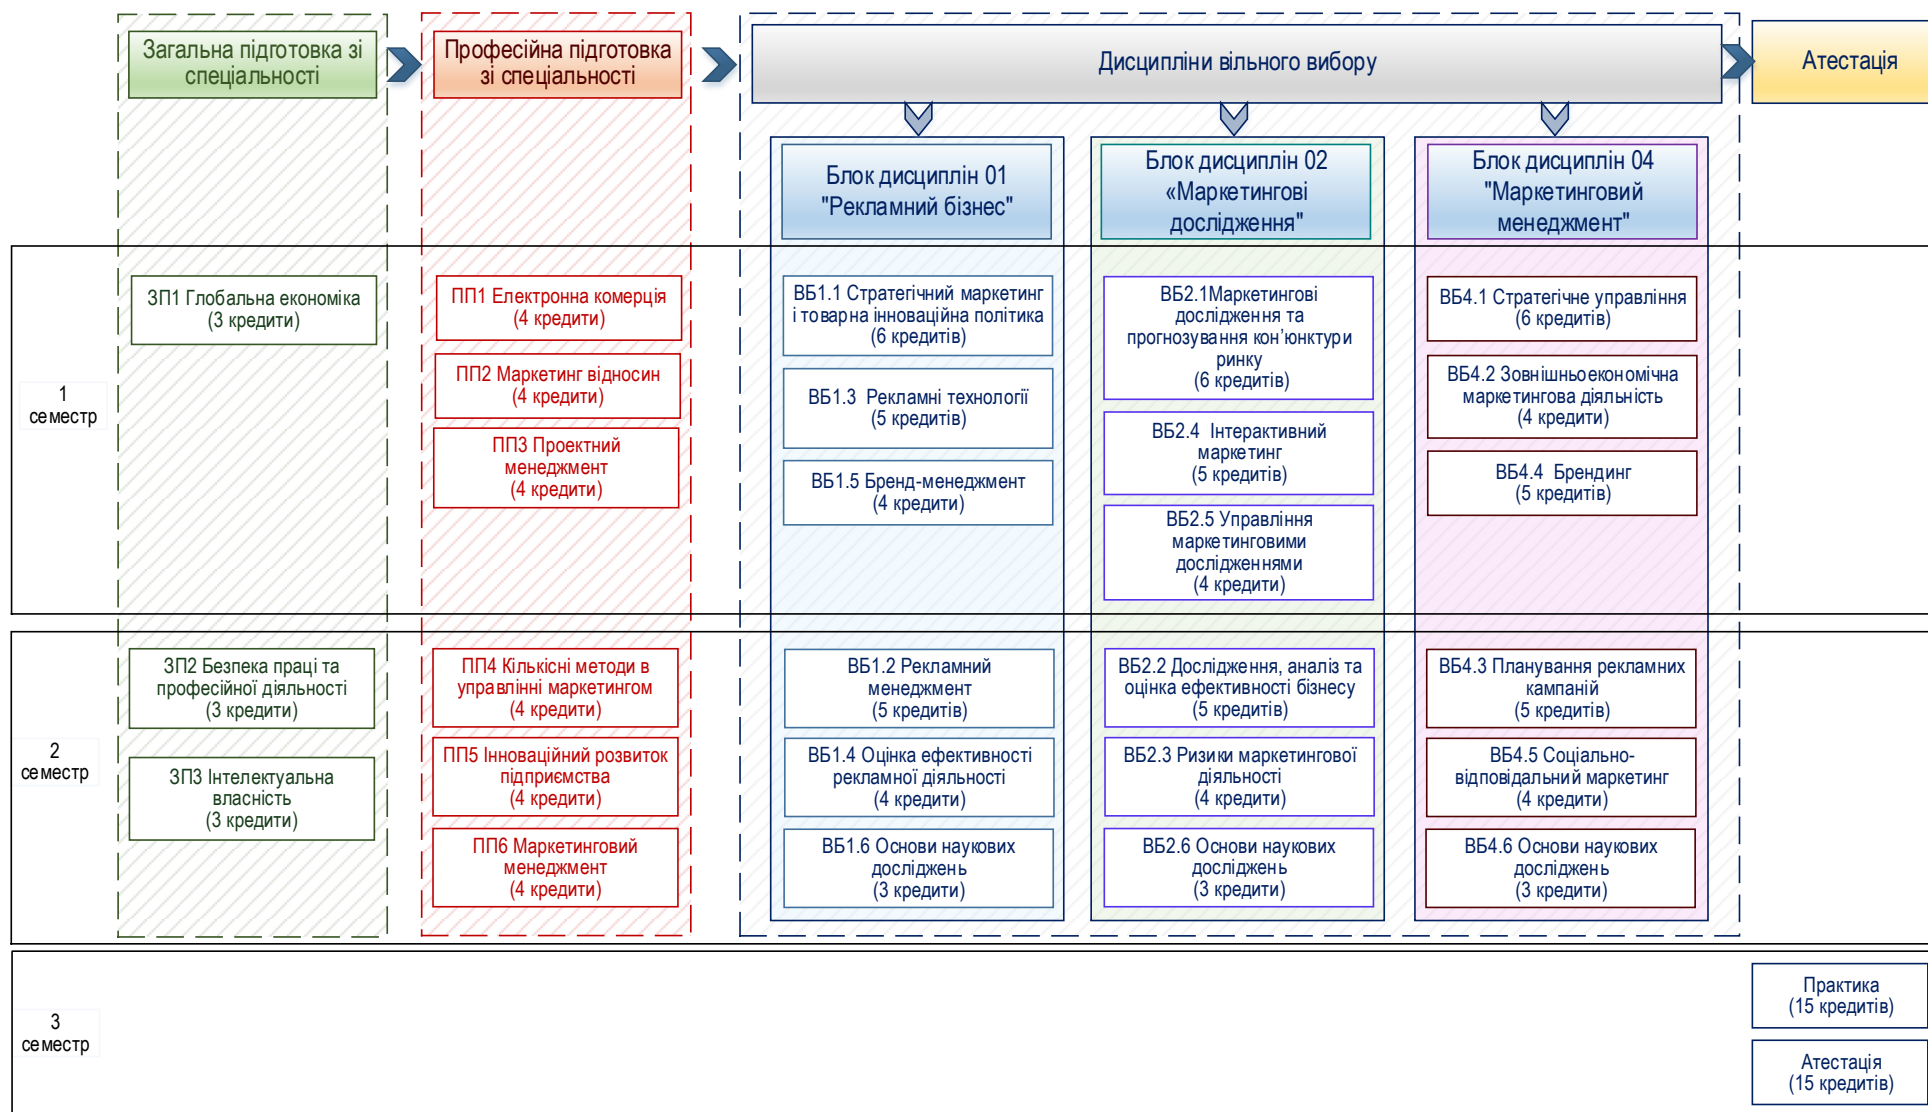 Загальна підготовка зі
спеціальності
Професійна підготовка
зі спеціальності
Дисципліни вільного вибору
Атестація
Блок дисциплін 01
"Рекламний бізнес"
Блок дисциплін 02
«Маркетингові
дослідження"
Блок дисциплін 04
"Маркетинговий
менеджмент"
1
семестр
ЗП1 Глобальна економіка
(3 кредити)
ПП1 Електронна комерція
(4 кредити)
ПП2 Маркетинг відносин
(4 кредити)
ПП3 Проектний
менеджмент
(4 кредити)
ВБ1.1 Стратегічний маркетинг
і товарна інноваційна політика
(6 кредитів)
ВБ1.3 Рекламні технології
(5 кредитів)
ВБ1.5 Бренд-менеджмент
(4 кредити)
ВБ2.1Маркетингові
дослідження та
прогнозування кон’юнктури
ринку
(6 кредитів)
ВБ2.4 Інтерактивний
маркетинг
(5 кредитів)
ВБ2.5 Управління
маркетинговими
дослідженнями
(4 кредити)
ВБ4.1 Стратегічне управління
(6 кредитів)
ВБ4.2 Зовнішньоекономічна
маркетингова діяльність
(4 кредити)
ВБ4.4 Брендинг
(5 кредитів)
2
семестр
ЗП2 Безпека праці та
професійної діяльності
(3 кредити)
ЗП3 Інтелектуальна
власність
(3 кредити)
ПП4 Кількісні методи в
управлінні маркетингом
(4 кредити)
ПП5 Інноваційний розвиток
підприємства
(4 кредити)
ПП6 Маркетинговий
менеджмент
(4 кредити)
ВБ1.2 Рекламний
менеджмент
(5 кредитів)
ВБ1.4 Оцінка ефективності
рекламної діяльності
(4 кредити)
ВБ1.6 Основи наукових
досліджень
(3 кредити)
ВБ2.2 Дослідження, аналіз та
оцінка ефективності бізнесу
(5 кредитів)
ВБ2.3 Ризики маркетингової
діяльності
(4 кредити)
ВБ2.6 Основи наукових
досліджень
(3 кредити)
ВБ4.3 Планування рекламних
кампаній
(5 кредитів)
ВБ4.5 Соціально-
відповідальний маркетинг
(4 кредити)
ВБ4.6 Основи наукових
досліджень
(3 кредити)
3
семестр
Практика
(15 кредитів)
Атестація
(15 кредитів)